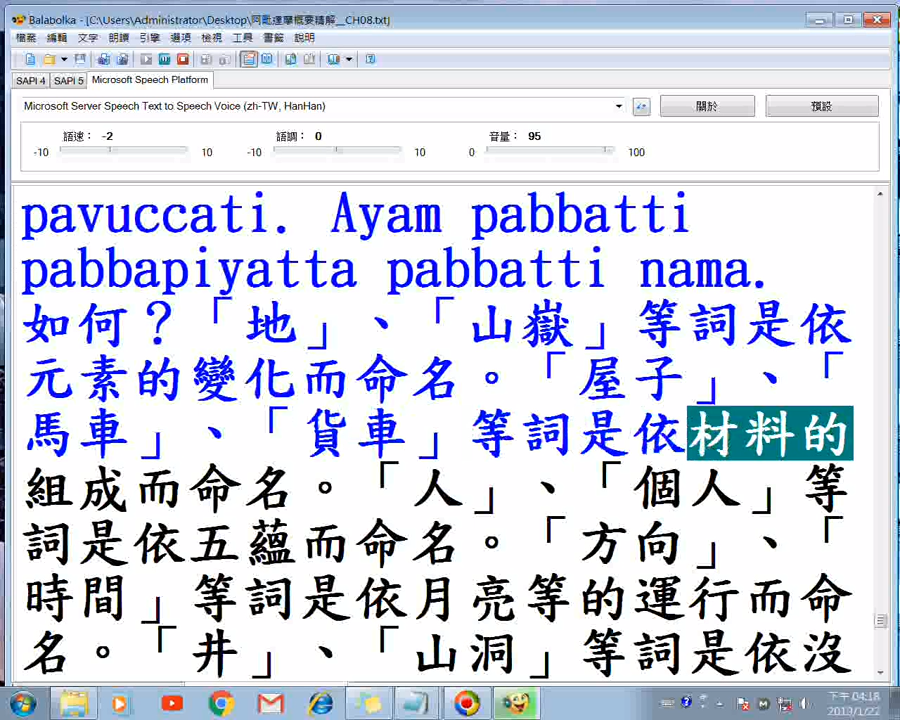 Balabolka - [C:\Users\Administrator\Desktop\阿毗達摩概要精解__CH08.txt]
檔案 編輯 文字 朗讀 引擎 選項 檢視 工具 書籤 說明
SAPI 4 SAPI 5 Microsoft Speech Platform
Microsoft Server Speech Text to Speech Voice (zh-TW, HanHan) 關於 預設
語速： -2 語調： 0 音量： 95
-10 10 -10 10 0 100
pavuccati. Ayam pabbatti
pabbapiyatta pabbatti nama.
如何？「地」、「山嶽」等詞是依
元素的變化而命名。「屋子」、「
馬車」、「貨車」等詞是依材料的
組成而命名。「人」、「個人」等
詞是依五蘊而命名。「方向」、「
時間」等詞是依月亮等的運行而命
名。「井」、「山洞」等詞是依沒
下午 04:18
2019/1/22